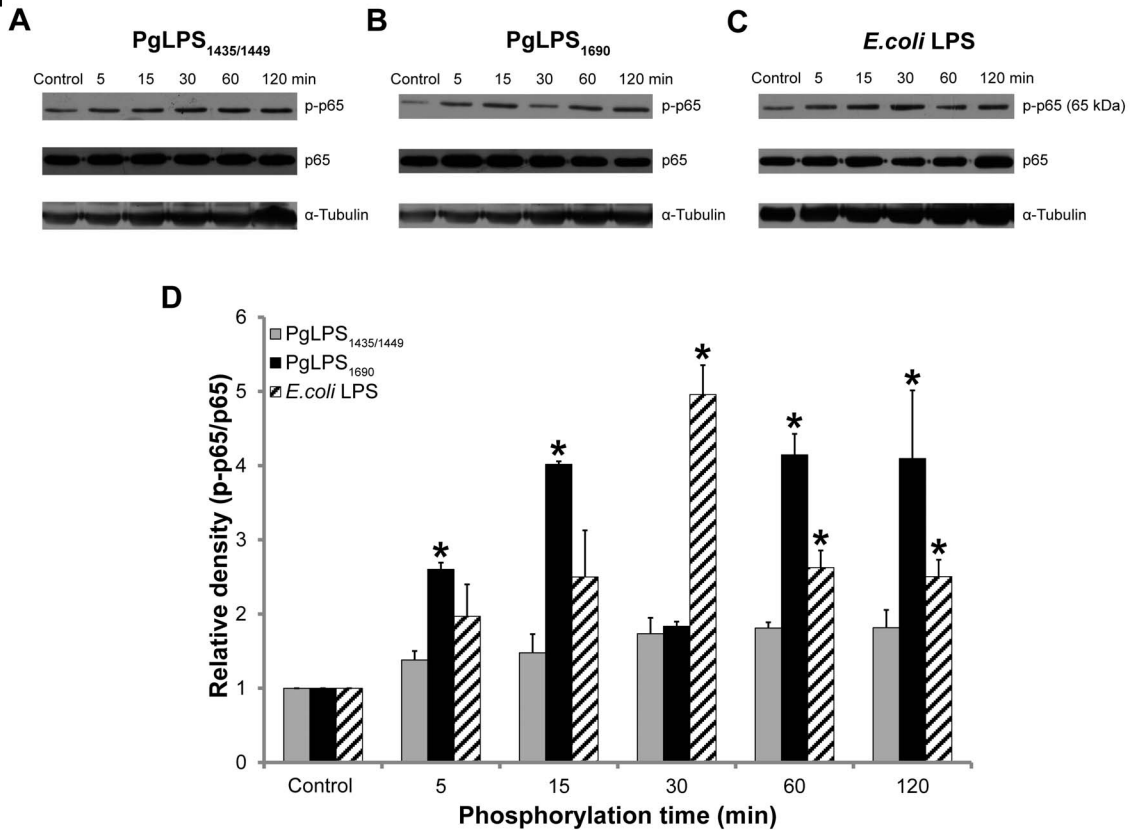 A
PgLPS1435/1449
Control 5 15 30 60 120 min
p-p65
p65
α-Tubulin
B
PgLPS1690
Control 5 15 30 60 120 min
p-p65
p65
α-Tubulin
C
E.coli LPS
Control 5 15 30 60 120 min
p-p65 (65 kDa)
p65
α-Tubulin
D
Relative density (p-p65/p65)
6
5
4
3
2
1
0
PgLPS1435/1449
PgLPS1690
E.coli LPS
*
*
*
*
*
*
*
Control 5 15 30 60 120
Phosphorylation time (min)